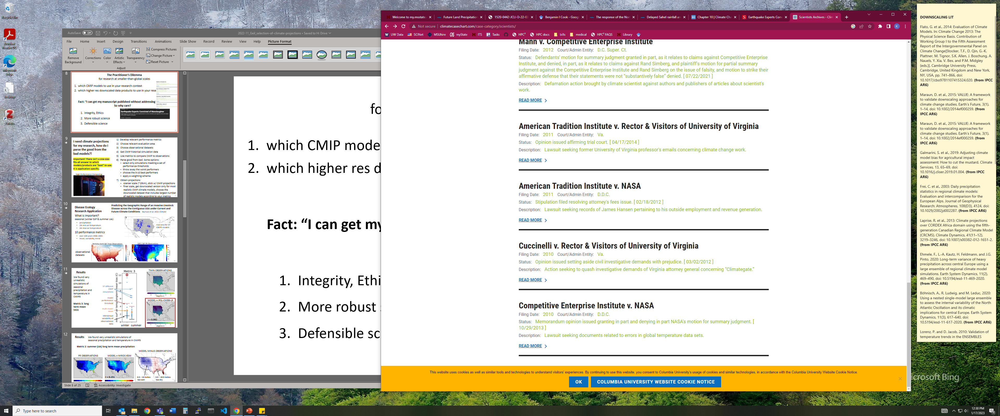 Recycle Bin
Acrobat
Reader DC
Microsoft
Edge
desktop
Zotero
AutoSave Off
2022-11_Geil_selection-of-climate-projections • Saved to H: Drive
File Home Insert Design Transitions Animations Slide Show Record Review View Help Picture Format
Remove
Background
Corrections
Color
Artistic
Effects
Transparency
Compress Pictures
Change Picture
Reset Picture
Adjust
8
The Practitioner's Dilemma
for research at smaller-than-global scales
1. which CMIP models to use in your research context
2. which higher res downscaled data products to use in your rese
Fact: "I can get my manuscript published without addressing
So why care?
1. Integrity, Ethics
2. More robust science
3. Defensible science
Earthquake Experts Convicted of Manslaughter
9
I need climate projections
for my research, how do I
parse the good from the
bad models?!
Important! There isn't a one-size-
fits-all answer to which
models/products are "best" to use.
It is application specific.
High Performance Computing
1) Develop relevant performance metrics
2) Choose relevant evaluation area
3) Choose observational datasets
4) Get CMIP historical simulation data
5) Use metrics to compare CMIP to observations
6) Parse good from bad. Some options:
• select only simulations meeting a set of
performance thresholds
• throw away the worst performers
• choose the 5-10 best performers
• apply a weighting scheme
7) Obtain projections
• coarser scale (~25km), stick w/ CMIP projections
• finer scale, get downscaled version only for most
realistic CMIP climate models, choose the
downscaled dataset that includes largest number
of realistic models according to your metrics
10
Disease Ecology
Research Application
What is important?
seasonal (winter DJF & summer JJA):
• precipitation
• 2m min air temperature
• 2m max air temperature
10 performance metrics
• over 100 years 1906-2005
• mean, variability, trend
Predicting the Geographic Range of an Invasive Livestock
Disease across the Contiguous USA under Current and
Future Climate Conditions Burruss et al. 2021 Climate
eval area for 37
CMIP5 models
Berkeley Earth DJF Tmax Observations
GPCC DJF PR Observations
observational
datasets
11
Results
We found very
unrealistic
simulations of
seasonal
precipitation and
temperature in
CMIP5
Metric 3: long
term mean
tmin
37 different
CMIP
simulations
model
performance
threshold
multi model
mean
interannual
variability of
observational
data
Metric 3
12
8
6
4
2
0
winter summer
TMIN OBSERVATIONS
degrees C
MODEL = IPSL-CM5B-LR
r = 0.981
degrees C
12
Results We found very unrealistic simulations of
seasonal precipitation and temperature in CMIP5
Metric 2: summer (JJA) long term mean precipitation
PR OBSERVATIONS
MODEL = MIROC-ESM
MODEL MINUS OBSERVATIONS
r = 0.151
3.5 – 14 inches
too wet
3.5 – 10.5 inches
too dry
Slide 8 of 25 Accessibility: Investigate
fo
1. which CMIP mode
2. which higher res d
Fact: “I can get my
1. Integrity, Ethi
2. More robust
3. Defensible sc
Welcome to my.msstate.
Future Land Precipitation
1520-0442-JCLI-D-22-03
Benjamin I Cook - Googl
The response of the Nor
Delayed Sahel rainfall an
Chapter 10 | Climate Cha
Earthquake Experts Conv
Scientists Archives - Clim
Not secure climatecasechart.com/case-category/scientists/
K
UW Data SCINet MSUhire myState ITS Tasks HPC² HPC docs bills medical HPC² FAQS Library
Mann v. Competitive Enterprise Institute
Filing Date: 2012 Court/Admin Entity: D.C. Super. Ct.
Status: Defendants' motion for summary judgment granted in part, as it relates to claims against Competitive Enterprise
Institute, and denied, in part, as it relates to claims against Rand Simberg, and plaintiff's motion for partial summary
judgment against the Competitive Enterprise Institute and Rand Simberg on the issue of falsity, and motion to strike their
affirmative defense that their statements were not “substantively false” denied. [ 07/22/2021 ]
Description: Defamation action brought by climate scientist against authors and publishers of articles about scientist's
work.
READ MORE
American Tradition Institute v. Rector & Visitors of University of Virginia
Filing Date: 2011 Court/Admin Entity: Va.
Status: Opinion issued affirming trial court. [ 04/17/2014 ]
Description: Lawsuit seeking former University of Virginia professor's emails concerning climate change work.
READ MORE
American Tradition Institute v. NASA
Filing Date: 2011 Court/Admin Entity: D.D.C.
Status: Stipulation filed resolving attorney's fees issue. [ 02/18/2012 ]
Description: Lawsuit seeking records of James Hansen pertaining to his outside employment and revenue generation.
READ MORE
Cuccinelli v. Rector & Visitors of University of Virginia
Filing Date: 2010 Court/Admin Entity: Va.
Status: Opinion issued setting aside civil investigative demands with prejudice. [ 03/02/2012 ]
Description: Action seeking to quash investigative demands of Virginia attorney general concerning “Climategate.”
READ MORE
Competitive Enterprise Institute v. NASA
Filing Date: 2010 Court/Admin Entity: D.D.C.
Status: Memorandum opinion issued granting in part and denying in part NASA's motion for summary judgment. [
10/29/2013 ]
Description: Lawsuit seeking documents related to errors in global temperature data sets.
READ MORE
This website uses cookies as well as similar tools and technologies to understand visitors' experiences. By continuing to use this website, you consent to Columbia University's usage of cookies and similar technologies, in accordance with the Columbia University Website Cookie Notice.
OK COLUMBIA UNIVERSITY WEBSITE COOKIE NOTICE
DOWNSCALING LIT
Flato, G. et al., 2014: Evaluation of Climate
Models. In: Climate Change 2013: The
Physical Science Basis. Contribution of
Working Group I to the Fifth Assessment
Report of the Intergovernmental Panel on
Climate Change[Stocker, T.F., D. Qin, G.-K.
Plattner, M. Tignor, S.K. Allen, J. Boschung, A.
Nauels, Y. Xia, V. Bex, and P.M. Midgley
(eds.)]. Cambridge University Press,
Cambridge, United Kingdom and New York,
NY, USA, pp. 741–866, doi:
10.1017/cbo9781107415324.020. (from IPCC
AR6)
Maraun, D. et al., 2015: VALUE: A framework
to validate downscaling approaches for
climate change studies. Earth's Future, 3(1),
1–14, doi: 10.1002/2014ef000259. (from
IPCC AR6)
Maraun, D. et al., 2015: VALUE: A framework
to validate downscaling approaches for
climate change studies. Earth's Future, 3(1),
1–14, doi: 10.1002/2014ef000259. (from
IPCC AR6)
Galmarini, S. et al., 2019: Adjusting climate
model bias for agricultural impact
assessment: How to cut the mustard. Climate
Services, 13, 65–69, doi:
10.1016/j.cliser.2019.01.004. (from IPCC
AR6)
Frei, C. et al., 2003: Daily precipitation
statistics in regional climate models:
Evaluation and intercomparison for the
European Alps. Journal of Geophysical
Research: Atmospheres, 108(D3), 4124, doi:
10.1029/2002jd002287. (from IPCC AR6)
Laprise, R. et al., 2013: Climate projections
over CORDEX Africa domain using the fifth-
generation Canadian Regional Climate Model
(CRCM5). Climate Dynamics, 41(11–12),
3219–3246, doi: 10.1007/s00382-012-1651-2.
(from IPCC AR6)
Ehmele, F., L.-A. Kautz, H. Feldmann, and J.G.
Pinto, 2020: Long-term variance of heavy
precipitation across central Europe using a
large ensemble of regional climate model
simulations. Earth System Dynamics, 11(2),
469–490, doi: 10.5194/esd-11-469-2020.
(from IPCC AR6)
Böhnisch, A., R. Ludwig, and M. Leduc, 2020:
Using a nested single-model large ensemble
to assess the internal variability of the North
Atlantic Oscillation and its climatic
implications for central Europe. Earth System
Dynamics, 11(3), 617–640, doi:
10.5194/esd-11-617-2020. (from IPCC AR6)
Lorenz, P. and D. Jacob, 2010: Validation of
temperature trends in the ENSEMBLES
crosoft Bing
Type here to search
12:30 PM
1/17/2023